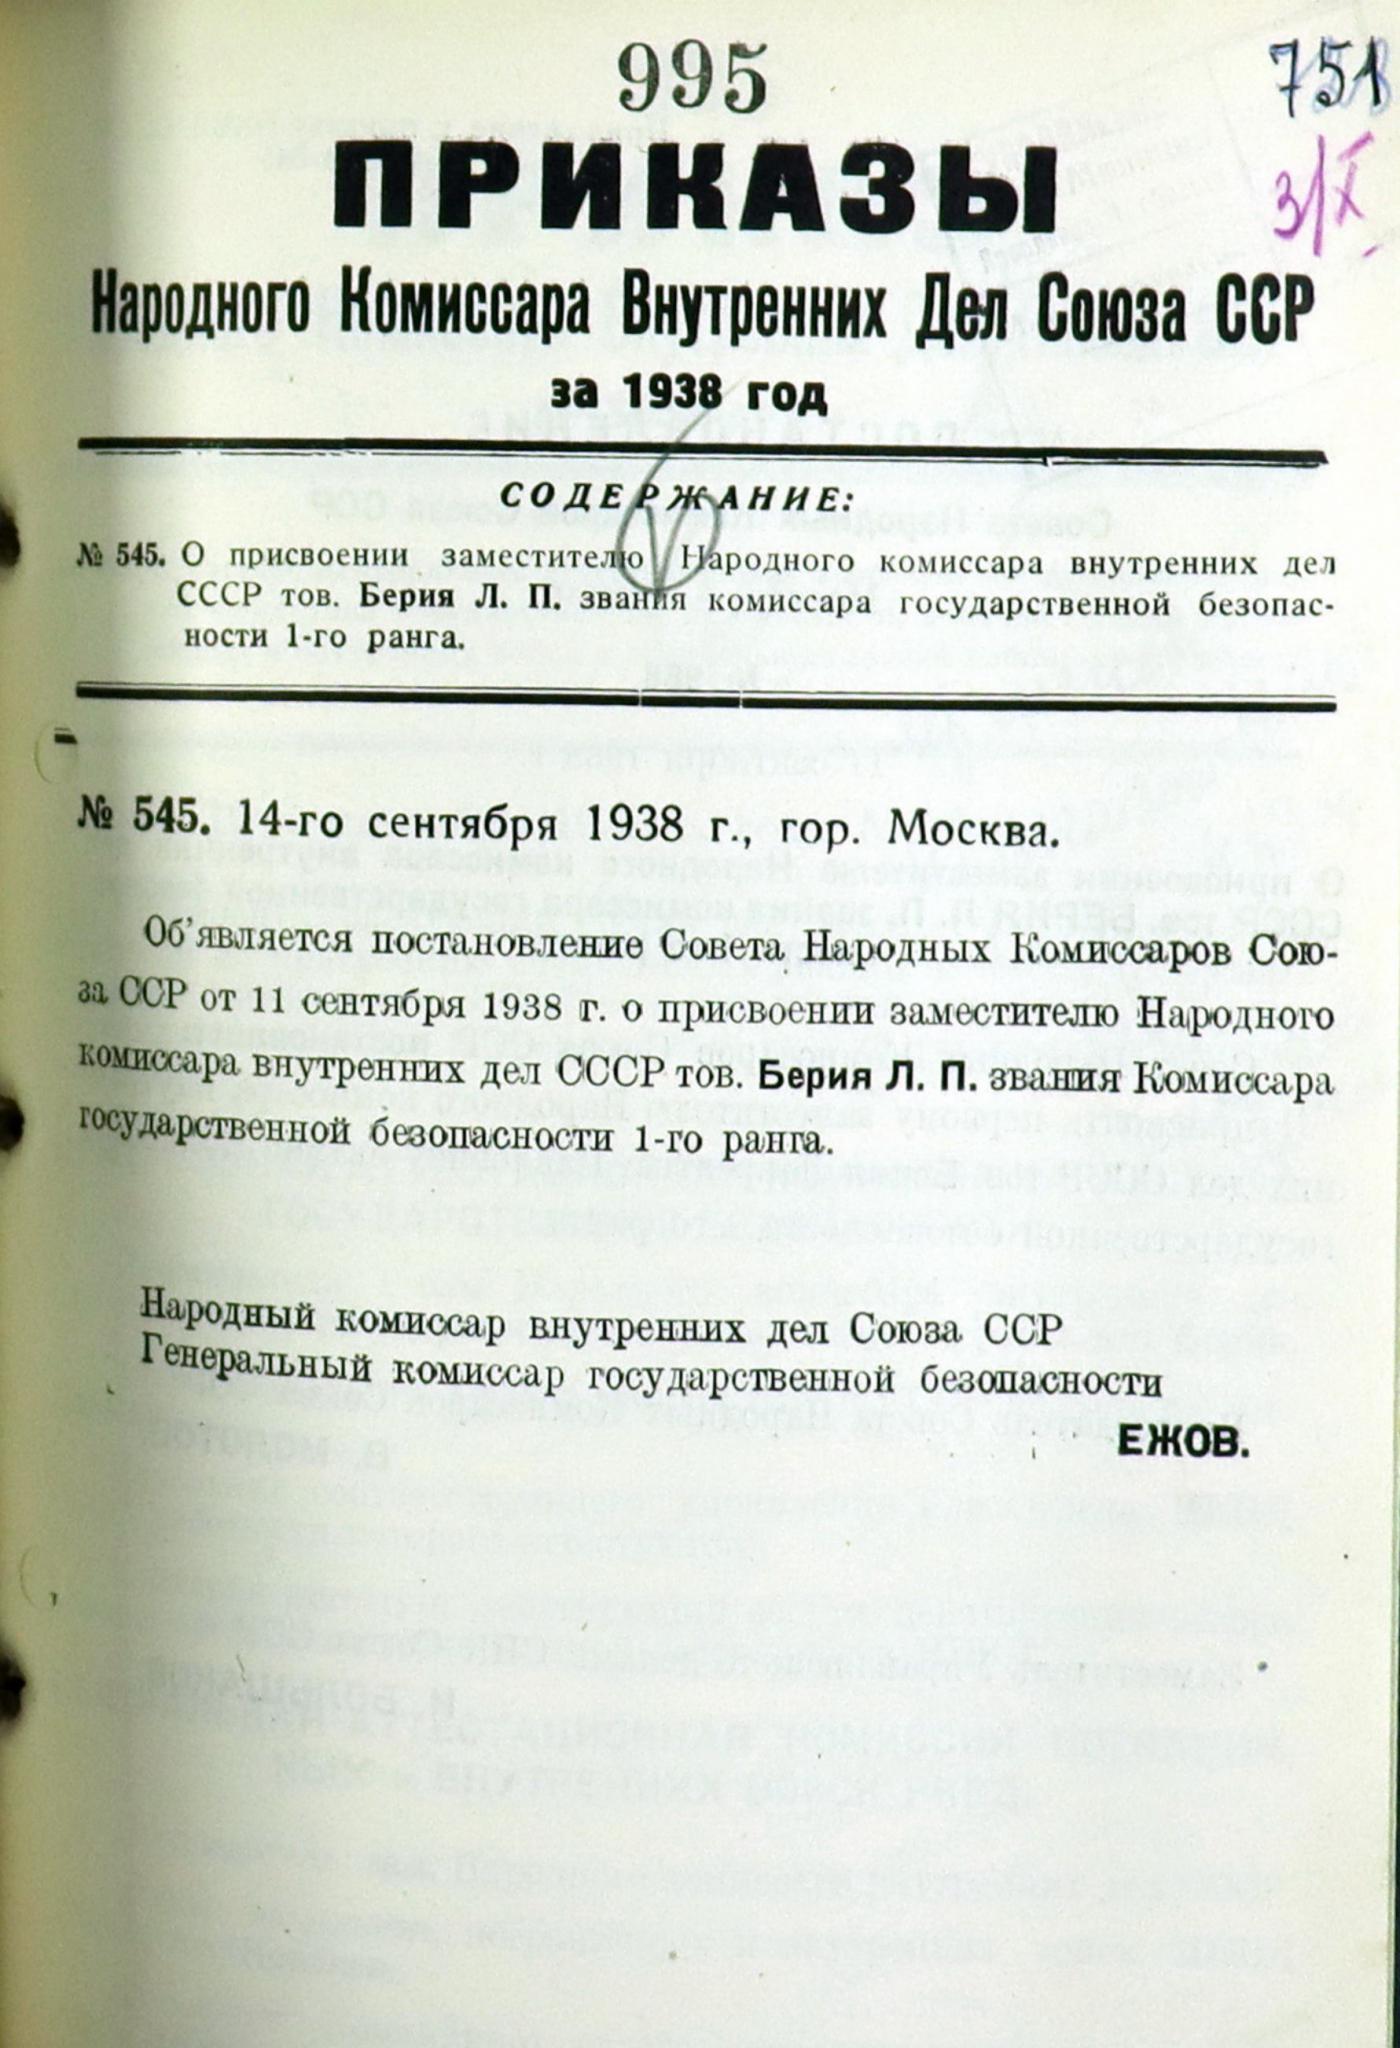 995
751
3/X
ПРИКАЗЫ
Народного Комиссара Внутренних Дел Союза ССР
за 1938 год
СОДЕРЖАНИЕ:
№ 545. О присвоении заместителю Народного комиссара внутренних дел
СССР тов. Берия Л. П. звания комиссара государственной безопас-
ности 1-го ранга.
№ 545. 14-го сентября 1938 г., гор. Москва.
Об'является постановление Совета Народных Комиссаров Сою-
за ССР от 11 сентября 1938 г. о присвоении заместителю Народного
комиссара внутренних дел СССР тов. Берия Л. П. звания Комиссара
государственной безопасности 1-го ранга.
Народный комиссар внутренних дел Союза ССР
Генеральный комиссар государственной безопасности
ЕЖОВ.